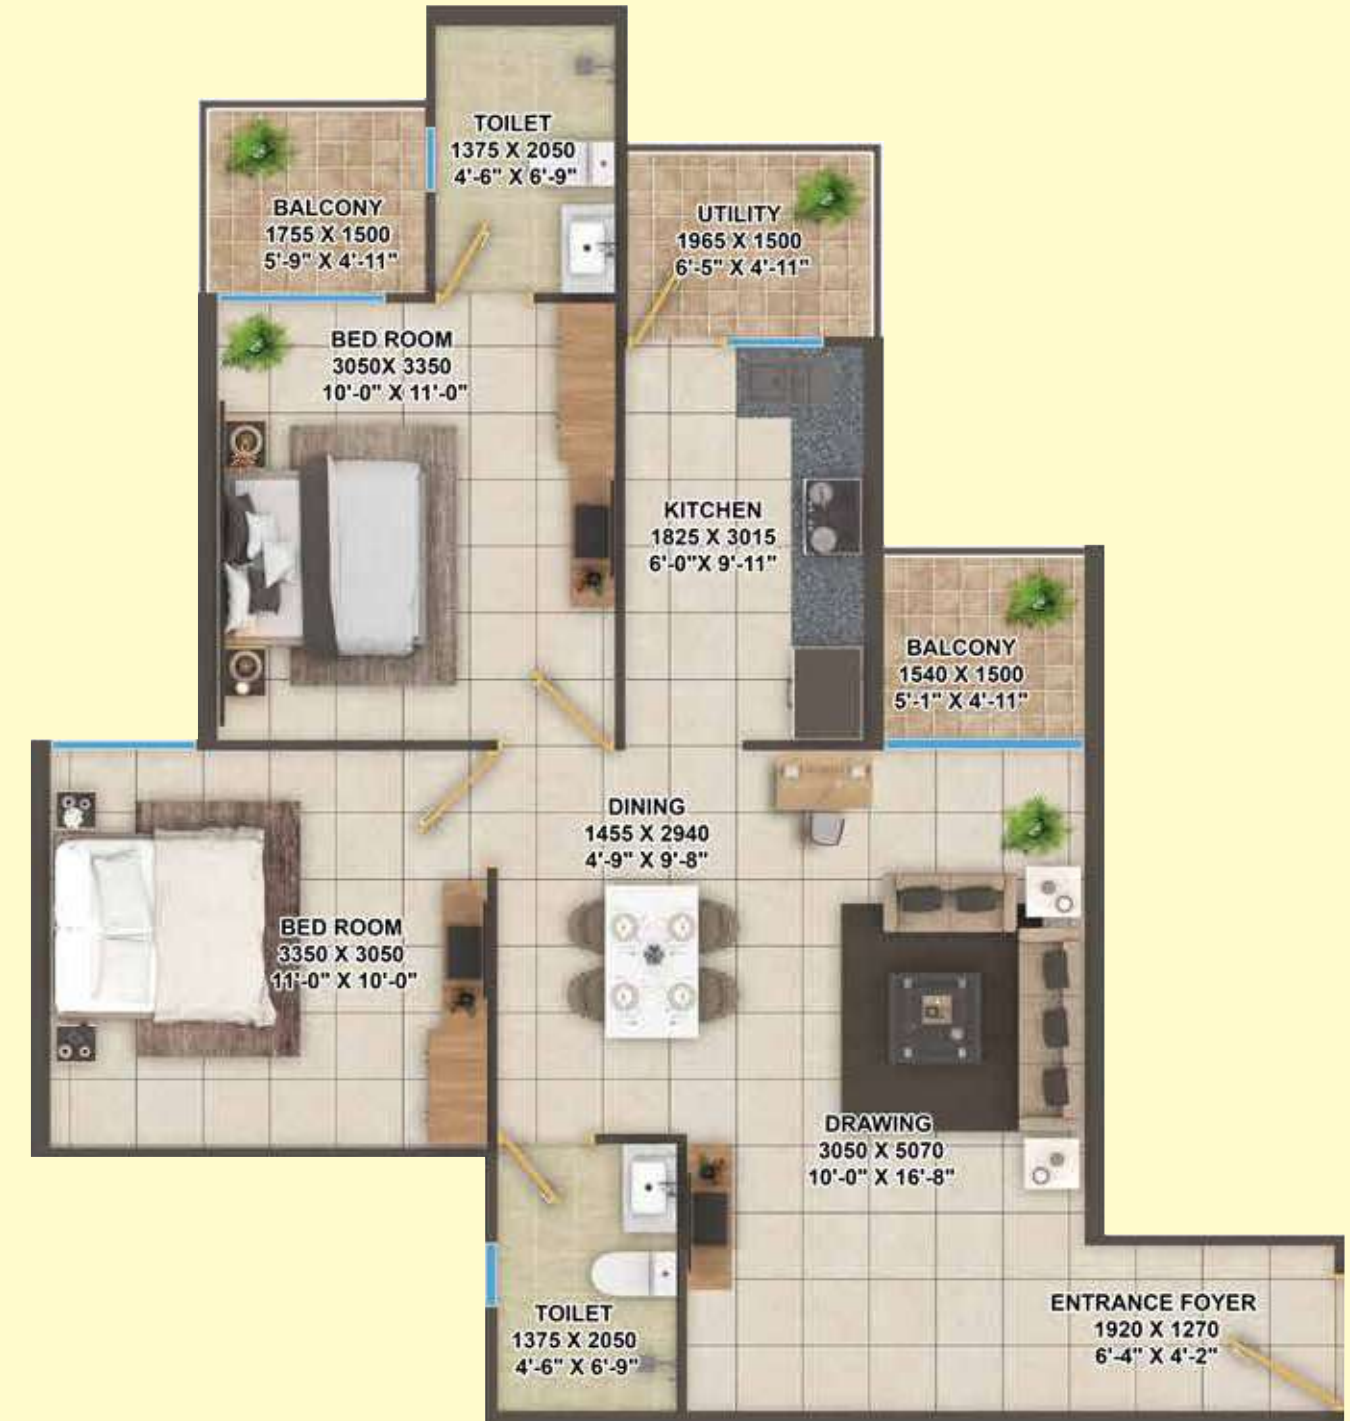 TOILET
1375 X 2050
4'-6" X 6'-9"
BALCONY
1755 X 1500
5'-9" X 4'-11"
UTILITY
1965 X 1500
6'-5" X 4'-11"
BED ROOM
3050X 3350
10'-0" X 11'-0"
KITCHEN
1825 X 3015
6'-0"X 9'-11"
BALCONY
1540 X 1500
5'-1" X 4'-11"
DINING
1455 X 2940
4'-9" X 9'-8"
BED ROOM
3350 X 3050
11'-0" X 10'-0"
DRAWING
3050 X 5070
10'-0" X 16'-8"
TOILET
1375 X 2050
4'-6" X 6'-9"
ENTRANCE FOYER
1920 X 1270
6'-4" X 4'-2"